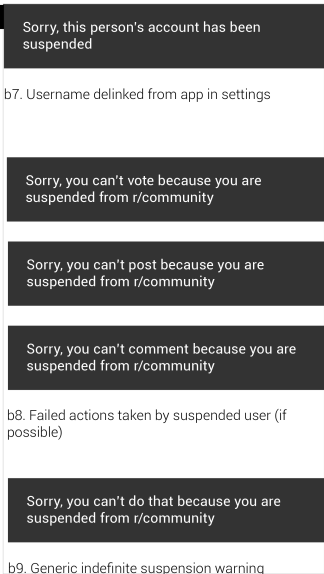 Sorry, this person's account has been
suspended
b7. Username delinked from app in settings
Sorry, you can't vote because you are
suspended from r/community
Sorry, you can't post because you are
suspended from r/community
Sorry, you can't comment because you are
suspended from r/community
b8. Failed actions taken by suspended user (if
possible)
Sorry, you can't do that because you are
suspended from r/community
b9. Generic indefinite suspension warning